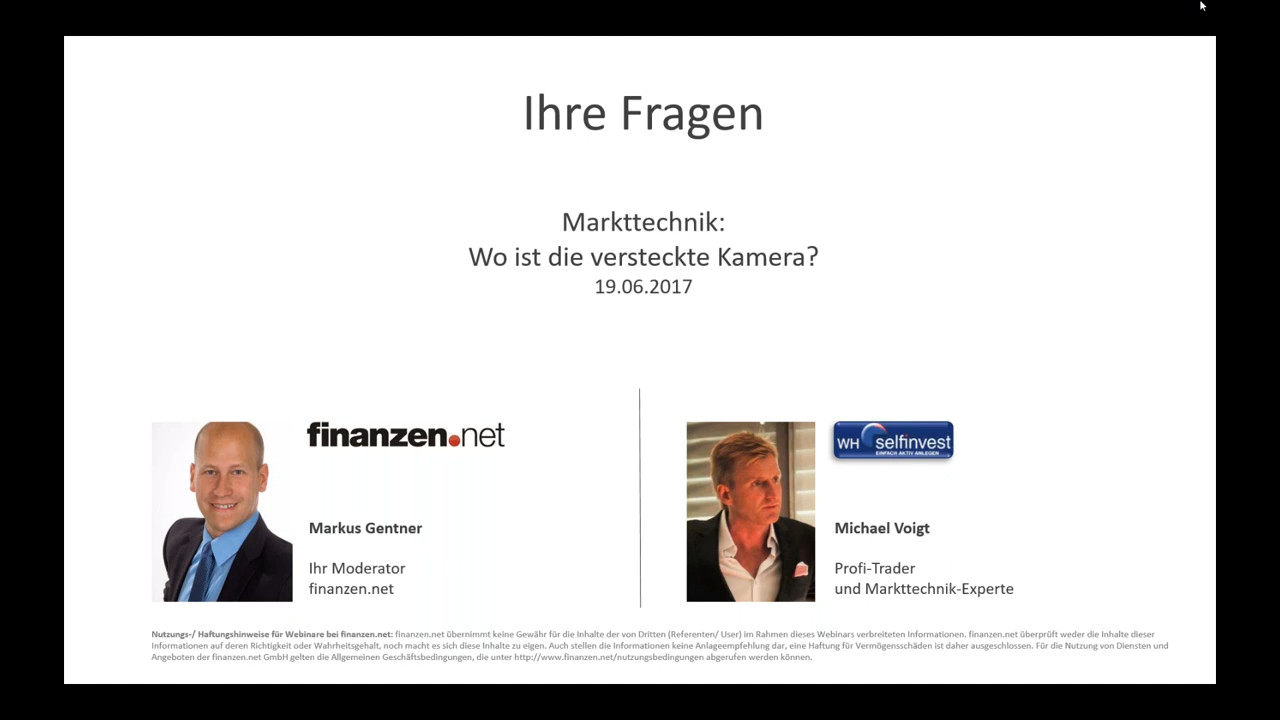 Ihre Fragen
Markttechnik:
Wo ist die versteckte Kamera?
19.06.2017
finanzen.net
Markus Gentner
Ihr Moderator
finanzen.net
WH selfinvest
EINFACH AKTIV ANLEGEN
Michael Voigt
Profi-Trader
und Markttechnik-Experte
Nutzungs-/ Haftungshinweise für Webinare bei finanzen.net: finanzen.net übernimmt keine Gewähr für die Inhalte der von Dritten (Referenten/ User) im Rahmen dieses Webinars verbreiteten Informationen. finanzen.net überprüft weder die Inhalte dieser
Informationen auf deren Richtigkeit oder Wahrheitsgehalt, noch macht es sich diese Inhalte zu eigen. Auch stellen die Informationen keine Anlageempfehlung dar, eine Haftung für Vermögensschäden ist daher ausgeschlossen. Für die Nutzung von Diensten und
Angeboten der finanzen.net GmbH gelten die Allgemeinen Geschäftsbedingungen, die unter http://www.finanzen.net/nutzungsbedingungen abgerufen werden können.